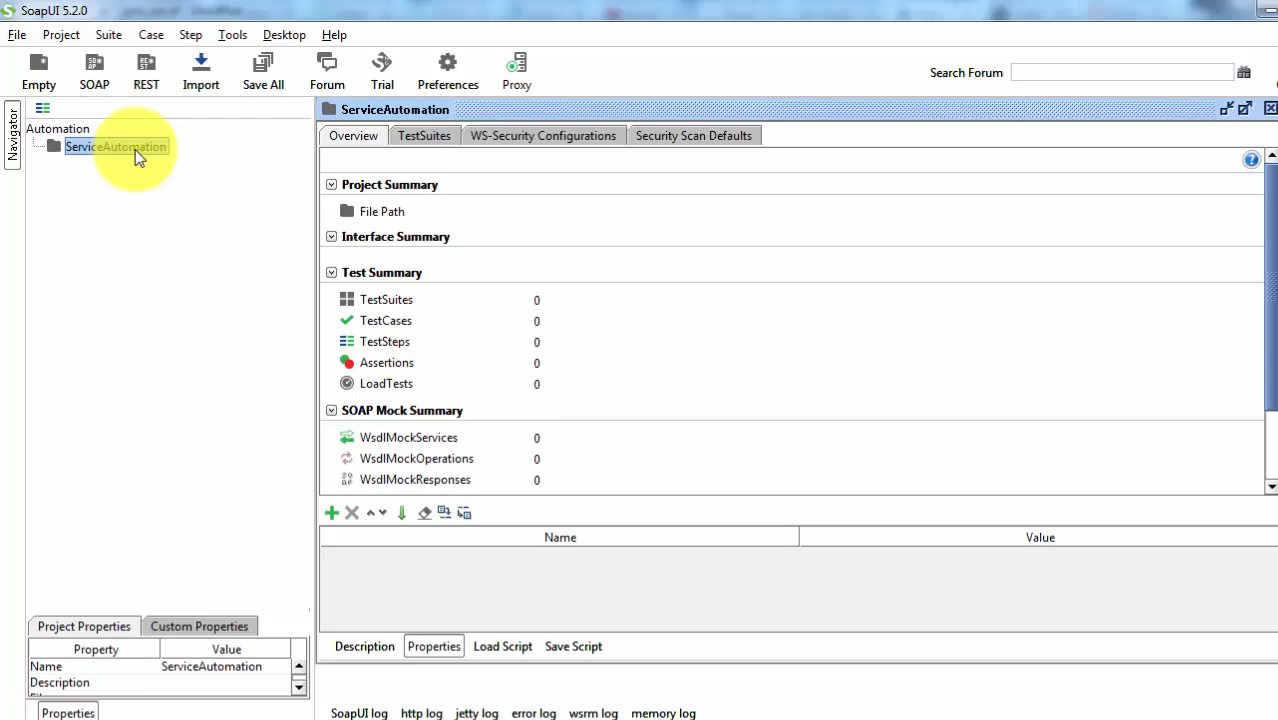 SoapUI 5.2.0
File Project Suite Case Step Tools Desktop Help
Empty SOAP REST Import Save All Forum Trial Preferences Proxy Search Forum
Navigator
Automation
ServiceAutomation
ServiceAutomation
Overview TestSuites WS-Security Configurations Security Scan Defaults
Project Summary
File Path
Interface Summary
Test Summary
TestSuites 0
TestCases 0
TestSteps 0
Assertions 0
LoadTests 0
SOAP Mock Summary
WsdlMockServices 0
WsdlMockOperations 0
WsdlMockResponses 0
Name Value
Description Properties Load Script Save Script
Project Properties Custom Properties
Property Value
Name ServiceAutomation
Description
Properties
SoapUI log http log jetty log error log wsrm log memory log